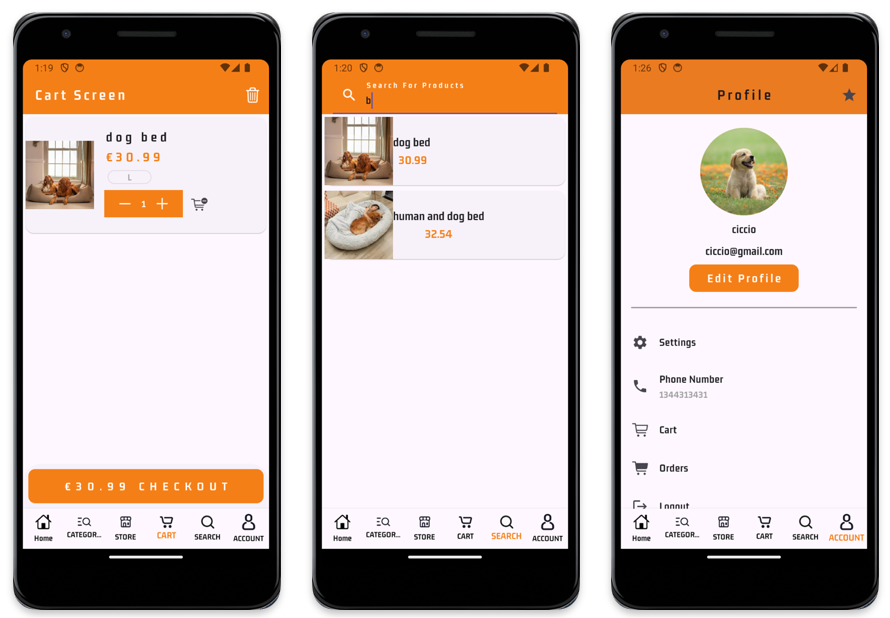 1:19
Cart Screen
dog bed
€30.99
L
1
€30.99 CHECKOUT
Home
CATEGOR...
STORE
CART
SEARCH
ACCOUNT
1:20
Search For Products
b
dog bed
30.99
human and dog bed
32.54
Home
CATEGOR...
STORE
CART
SEARCH
ACCOUNT
1:26
Profile
ciccio
ciccio@gmail.com
Edit Profile
Settings
Phone Number
1344313431
Cart
Orders
Logout
Home
CATEGOR...
STORE
CART
SEARCH
ACCOUNT